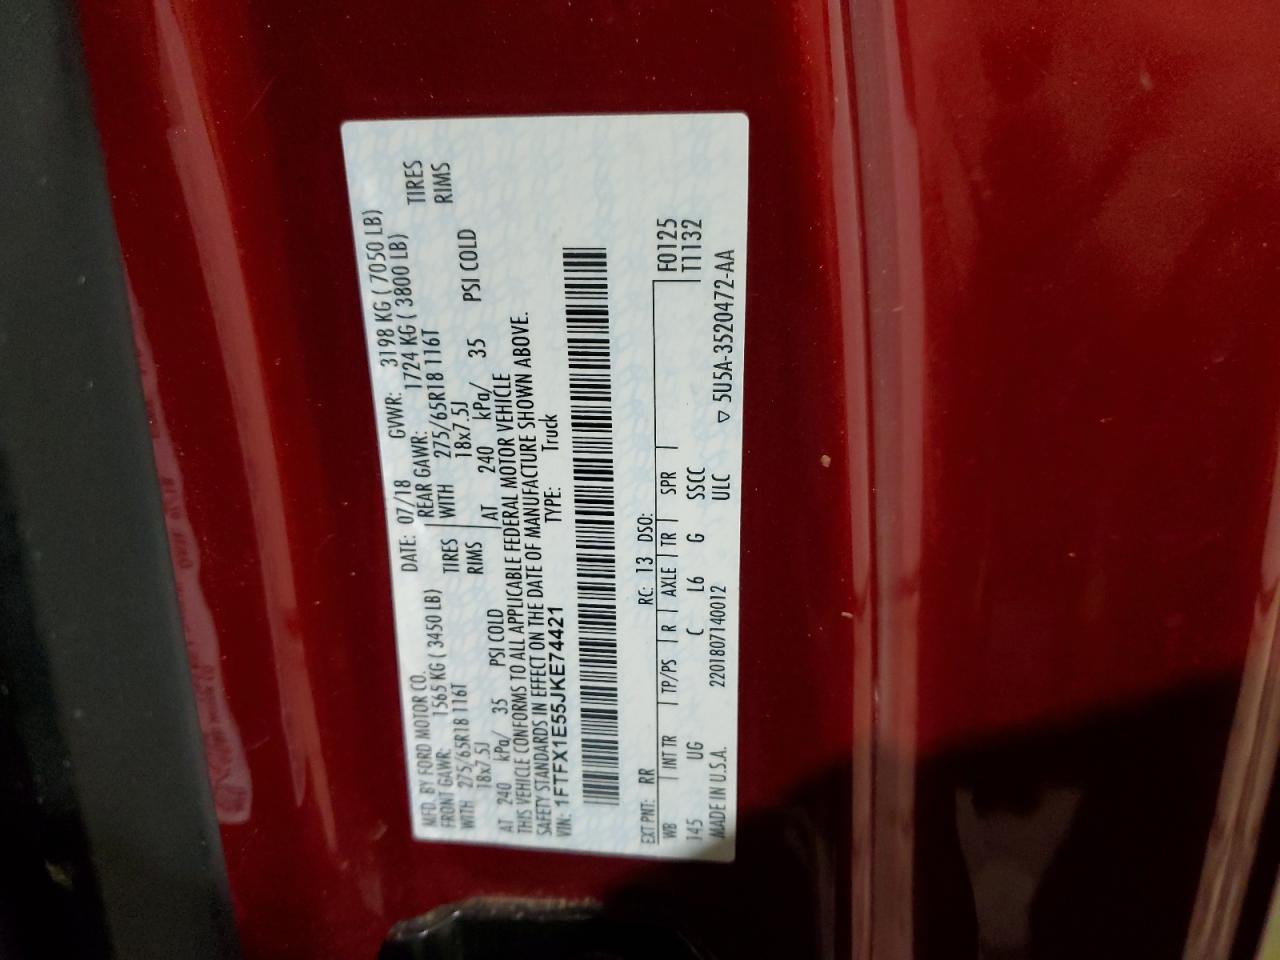 MFD. BY FORD MOTOR CO.
DATE: 07/18 GVWR: 3198 KG ( 7050 LB)
FRONT GAWR: 1565 KG ( 3450 LB) REAR GAWR: 1724 KG ( 3800 LB)
WITH 275/65R18 116T TIRES WITH 275/65R18 116T TIRES
18x7.5J RIMS 18x7.5J RIMS
AT 240 kPa/ 35 PSI COLD AT 240 kPa/ 35 PSI COLD
THIS VEHICLE CONFORMS TO ALL APPLICABLE FEDERAL MOTOR VEHICLE
SAFETY STANDARDS IN EFFECT ON THE DATE OF MANUFACTURE SHOWN ABOVE.
VIN: 1FTFX1E55JKE74421 TYPE: Truck
EXT PNT: RR RC: 13 DSO: F0125
WB INT TR TP/PS R AXLE TR SPR T1132
145 UG C L6 G SSCC
MADE IN U.S.A. 2201807140012 ULC ▽ 5U5A-3520472-AA